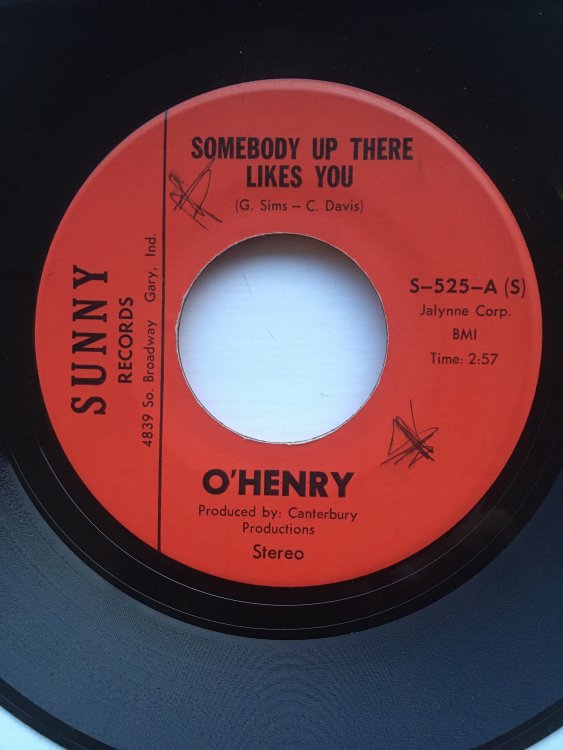 SOMEBODY UP THERE
LIKES YOU
(G. Sims – C. Davis)
SUNNY
RECORDS
4839 So. Broadway Gary, Ind.
S–525–A (S)
Jalynne Corp.
BMI
Time: 2:57
O'HENRY
Produced by: Canterbury
Productions
Stereo